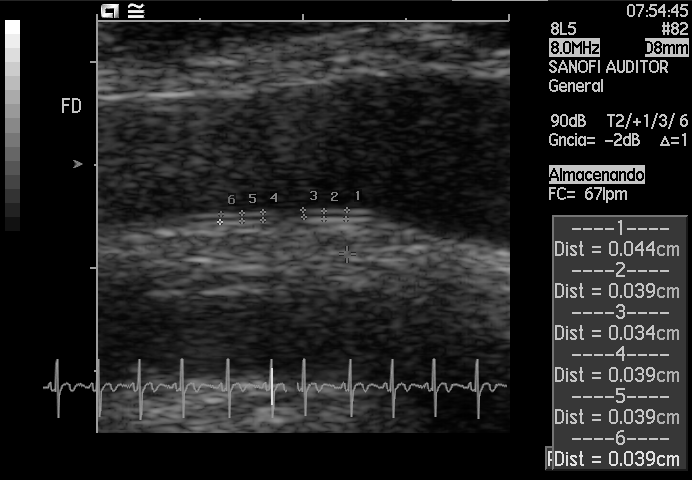 07:54:45
8L5 #82
8.0MHz D8mm
SANOFI AUDITOR
General
FD
90dB T2/+1/3/ 6
Gncia= -2dB Δ=1
Almacenando
FC= 67lpm
6 5 4 3 2 1
----1----
Dist = 0.044cm
----2----
Dist = 0.039cm
----3----
Dist = 0.034cm
----4----
Dist = 0.039cm
----5----
Dist = 0.039cm
----6----
Dist = 0.039cm